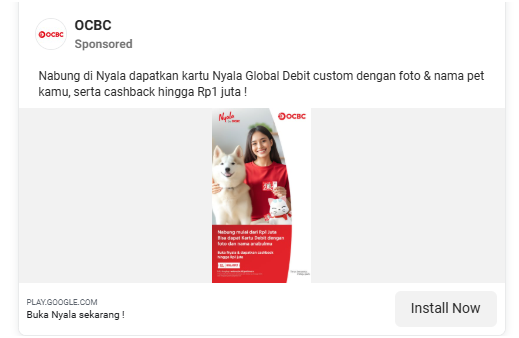 OCBC
OCBC
Sponsored
Nabung di Nyala dapatkan kartu Nyala Global Debit custom dengan foto & nama pet
kamu, serta cashback hingga Rp1 juta !
Nyala
by OCBC
OCBC
Nabung mulai dari Rp1 Juta
Bisa dapat Kartu Debit dengan
foto dan nama anabulmu
Buka Nyala & dapatkan cashback
hingga Rp1 juta
PLAY.GOOGLE.COM
Buka Nyala sekarang !
Install Now